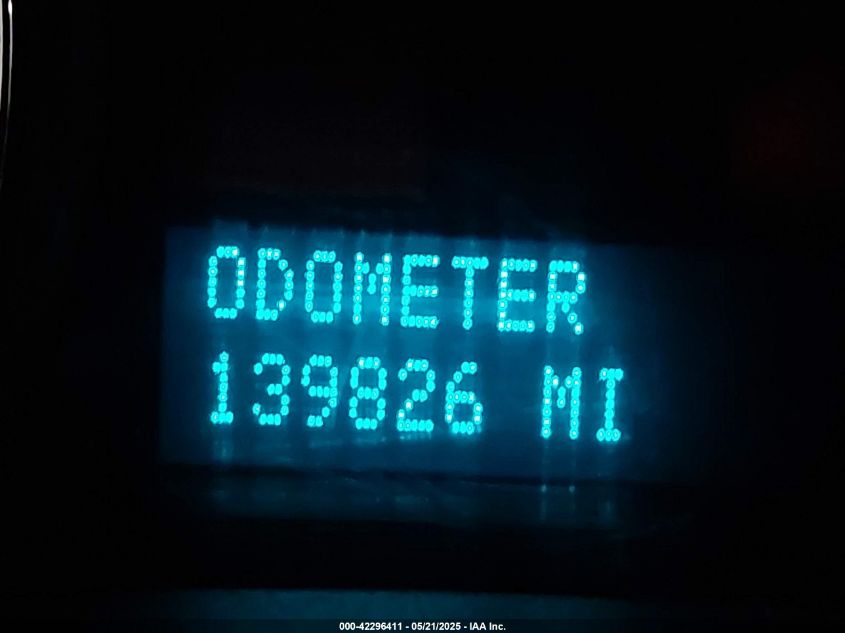 ODOMETER
139826 MI
000-42296411 - 05/21/2025 - IAA Inc.